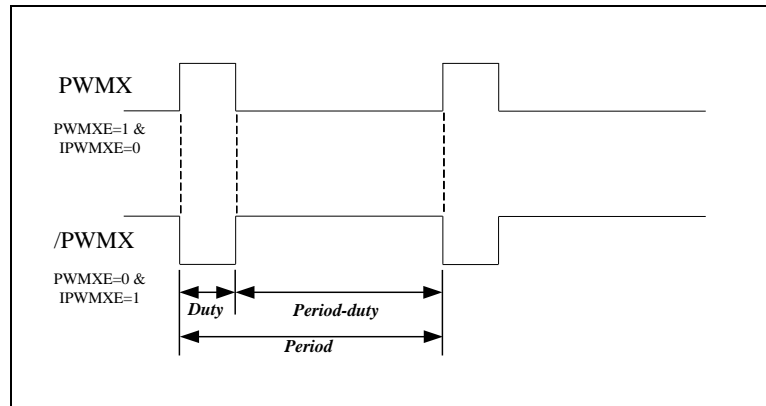 PWMX
PWMXE=1 &
IPWMXE=0
/PWMX
PWMXE=0 &
IPWMXE=1
Duty
Period-duty
Period